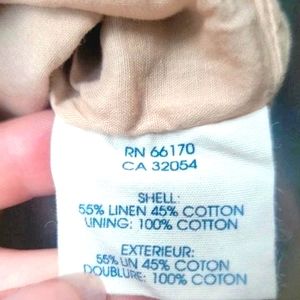 RN 66170
CA 32054
SHELL:
55% LINEN 45% COTTON
LINING: 100% COTTON
EXTERIEUR:
55% LIN 45% COTON
DOUBLURE: 100% COTON